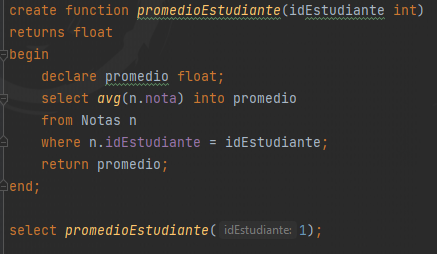 create function promedioEstudiante(idEstudiante int)
returns float
begin
    declare promedio float;
    select avg(n.nota) into promedio
    from Notas n
    where n.idEstudiante = idEstudiante;
    return promedio;
end;

select promedioEstudiante( idEstudiante: 1);